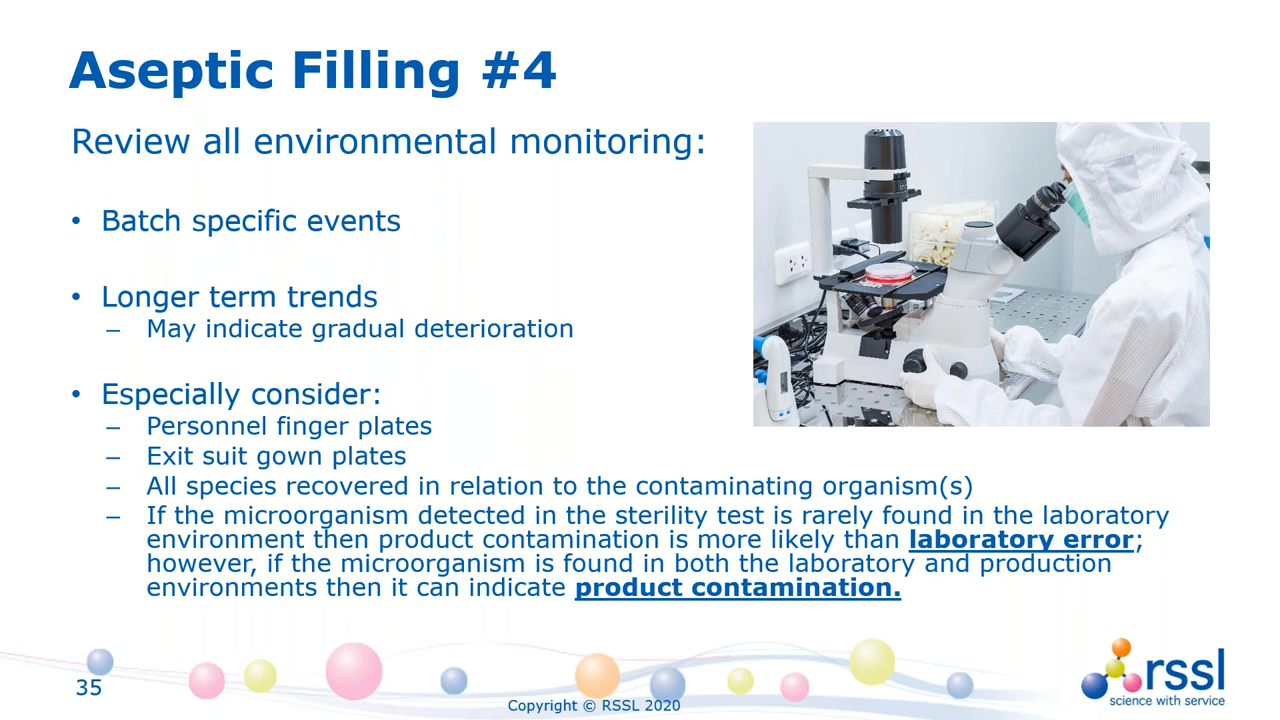 Aseptic Filling #4
Review all environmental monitoring:
• Batch specific events
• Longer term trends
– May indicate gradual deterioration
• Especially consider:
– Personnel finger plates
– Exit suit gown plates
– All species recovered in relation to the contaminating organism(s)
– If the microorganism detected in the sterility test is rarely found in the laboratory
environment then product contamination is more likely than laboratory error;
however, if the microorganism is found in both the laboratory and production
environments then it can indicate product contamination.
35
Copyright © RSSL 2020
rssl
science with service